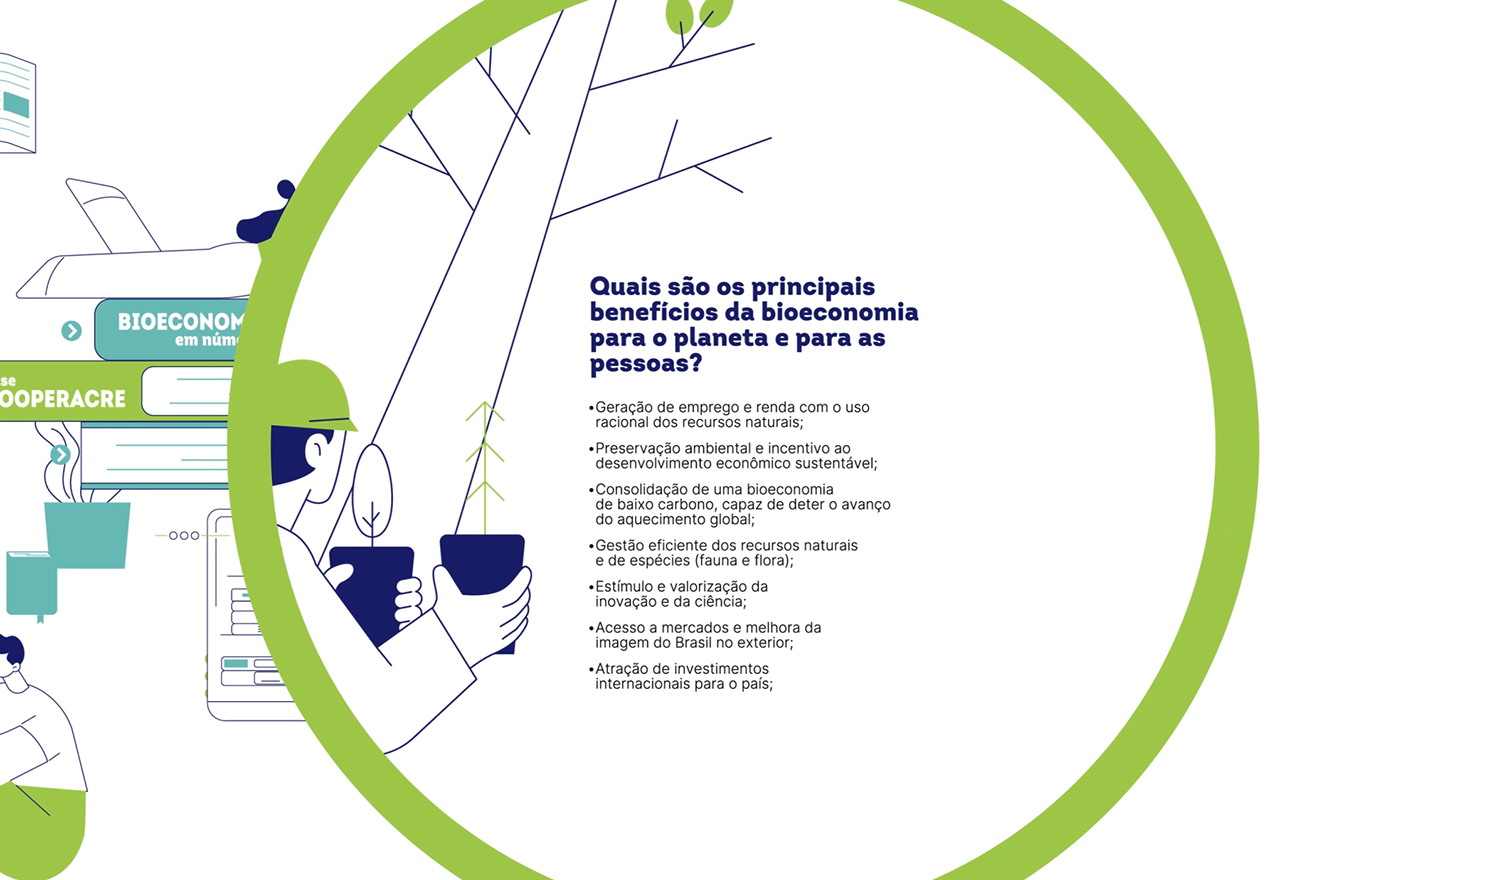 Quais são os principais
benefícios da bioeconomia
para o planeta e para as
pessoas?
•Geração de emprego e renda com o uso
racional dos recursos naturais;
•Preservação ambiental e incentivo ao
desenvolvimento econômico sustentável;
•Consolidação de uma bioeconomia
de baixo carbono, capaz de deter o avanço
do aquecimento global;
•Gestão eficiente dos recursos naturais
e de espécies (fauna e flora);
•Estímulo e valorização da
inovação e da ciência;
•Acesso a mercados e melhora da
imagem do Brasil no exterior;
•Atração de investimentos
internacionais para o país;
BIOECONOM
em núm
se
OOPERACRE